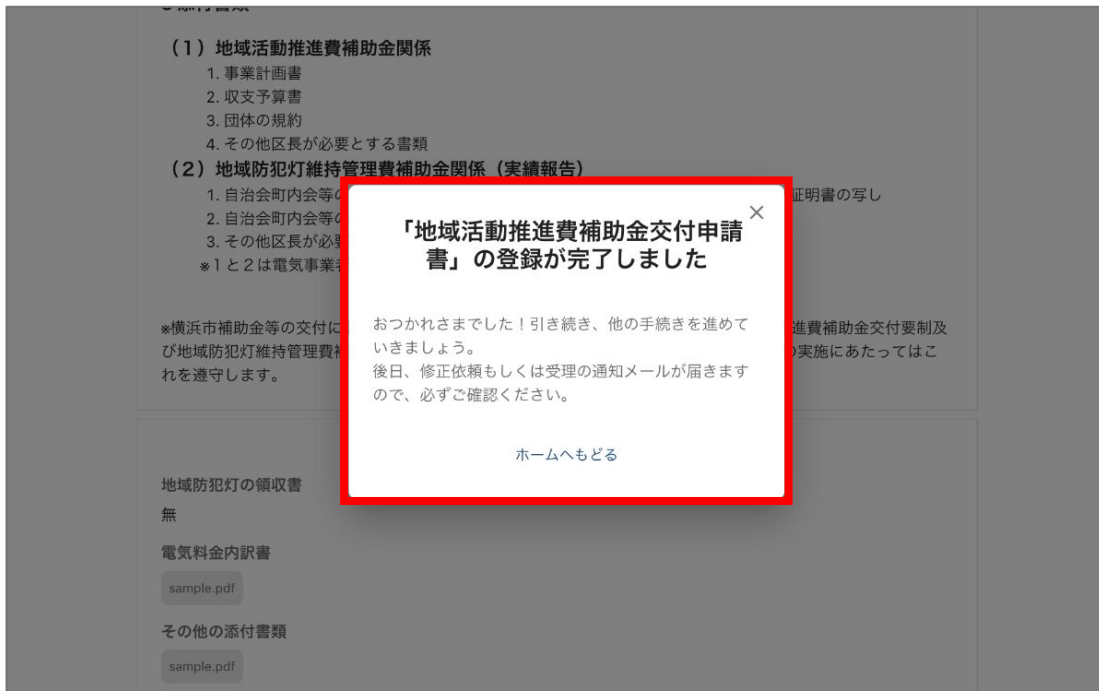 （1）地域活動推進費補助金関係
1. 事業計画書
2. 収支予算書
3. 団体の規約
4. その他区長が必要とする書類
（2）地域防犯灯維持管理費補助金関係（実績報告）
1. 自治会町内会等の 証明書の写し
2. 自治会町内会等の
3. その他区長が必要
※１と２は電気事業者
「地域活動推進費補助金交付申請
書」の登録が完了しました
※横浜市補助金等の交付に 進費補助金交付要制及
び地域防犯灯維持管理費補 の実施にあたってはこ
れを遵守します。
おつかれさまでした！引き続き、他の手続きを進めて
いきましょう。
後日、修正依頼もしくは受理の通知メールが届きます
ので、必ずご確認ください。
ホームへもどる
地域防犯灯の領収書
無
電気料金内訳書
sample.pdf
その他の添付書類
sample.pdf